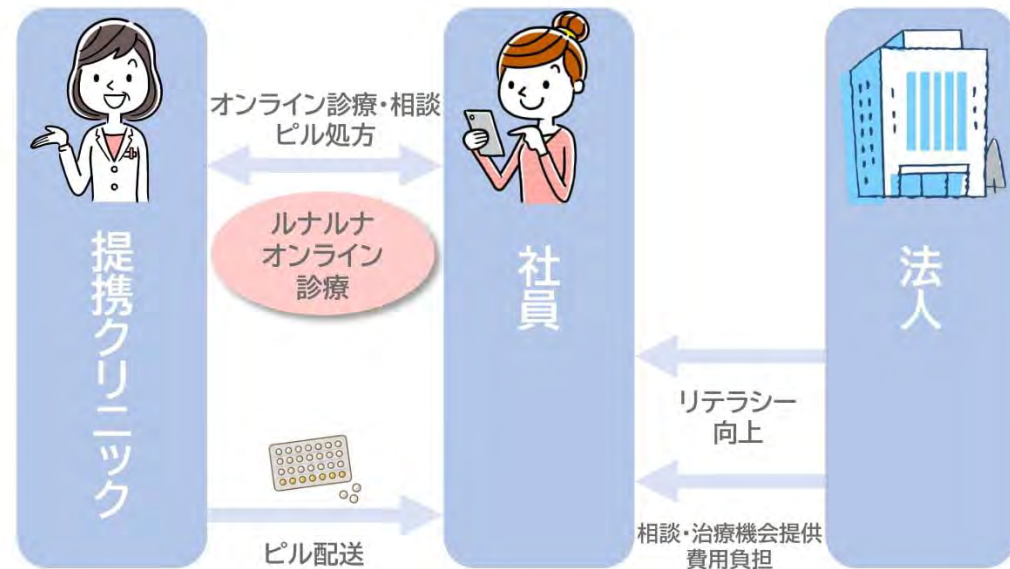 オンライン診療・相談
ピル処方
ルナルナ
オンライン
診療
提携クリニック
社員
法人
リテラシー
向上
ピル配送
相談・治療機会提供
費用負担